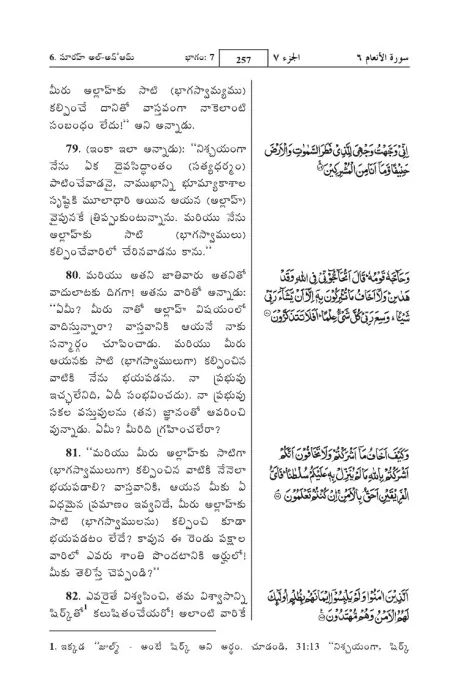 6. సూరహ్ అల్-అన్'ఆమ్ భాగం: 7 257 الجزء ٧ سورة الأنعام ٦
మీరు అల్లాహ్‌కు సాటి (భాగస్వామ్యము)
కల్పించే దానితో వాస్తవంగా నాకెలాంటి
సంబంధం లేదు!" అని అన్నాడు.
79. (ఇంకా ఇలా అన్నాడు): "నిశ్చయంగా
నేను ఏక దైవసిద్ధాంతం (సత్యధర్మం)
పాటించేవాడనై, నాముఖాన్ని భూమ్యాకాశాల
సృష్టికి మూలాధారి అయిన ఆయన (అల్లాహ్)
వైపునకే త్రిప్పుకుంటున్నాను. మరియు నేను
అల్లాహ్‌కు సాటి (భాగస్వాములు)
కల్పించేవారిలో చేరినవాడను కాను."
إِنِّي وَجَّهْتُ وَجْهِيَ لِلَّذِي فَطَرَ السَّمٰوٰتِ وَالْأَرْضَ
حَنِيفًا وَّمَا أَنَا مِنَ الْمُشْرِكِينَ ۞
80. మరియు అతని జాతివారు అతనితో
వాదులాటకు దిగగా! అతను వారితో అన్నాడు:
"ఏమీ? మీరు నాతో అల్లాహ్ విషయంలో
వాదిస్తున్నారా? వాస్తవానికి ఆయనే నాకు
సన్మార్గం చూపించాడు. మరియు మీరు
ఆయనకు సాటి (భాగస్వాములుగా) కల్పించిన
వాటికి నేను భయపడను. నా ప్రభువు
ఇచ్ఛలేనిది, ఏదీ సంభవించదు). నా ప్రభువు
సకల వస్తువులను (తన) జ్ఞానంతో ఆవరించి
వున్నాడు. ఏమీ? మీరిది గ్రహించలేరా?
وَحَاجَّهُ قَوْمُهُ ۚ قَالَ أَتُحَاجُّونِّي فِي اللَّهِ وَقَدْ
هَدٰىنِ ۚ وَلَا أَخَافُ مَا تُشْرِكُونَ بِهِ إِلَّا أَنْ يَّشَاءَ رَبِّي
شَيْئًا ۗ وَسِعَ رَبِّي كُلَّ شَيْءٍ عِلْمًا ۗ أَفَلَا تَتَذَكَّرُونَ ۞
81. "మరియు మీరు అల్లాహ్‌కు సాటిగా
(భాగస్వాములుగా) కల్పించిన వాటికి నేనెలా
భయపడాలి? వాస్తవానికి, ఆయన మీకు ఏ
విధమైన ప్రమాణం ఇవ్వనిదే, మీరు అల్లాహ్‌కు
సాటి (భాగస్వాములను) కల్పించి కూడా
భయపడటం లేదే? కావున ఈ రెండు పక్షాల
వారిలో ఎవరు శాంతి పొందటానికి అర్హులో!
మీకు తెలిస్తే చెప్పండి?"
وَكَيْفَ أَخَافُ مَا أَشْرَكْتُمْ وَلَا تَخَافُونَ أَنَّكُمْ
أَشْرَكْتُمْ بِاللَّهِ مَا لَمْ يُنَزِّلْ بِهِ عَلَيْكُمْ سُلْطٰنًا ۚ فَأَيُّ
الْفَرِيقَيْنِ أَحَقُّ بِالْأَمْنِ ۚ إِنْ كُنْتُمْ تَعْلَمُونَ ۞
82. ఎవరైతే విశ్వసించి, తమ విశ్వాసాన్ని
షిర్క్‌తో1 కలుషితంచేయరో! అలాంటి వారికే
الَّذِينَ آمَنُوا وَلَمْ يَلْبِسُوا إِيمَانَهُمْ بِظُلْمٍ أُولٰئِكَ
لَهُمُ الْأَمْنُ وَهُمْ مُّهْتَدُونَ ۞
1. ఇక్కడ "జుల్మ్ - అంటే షిర్క్ అని అర్థం. చూడండి, 31:13 "నిశ్చయంగా, షిర్క్